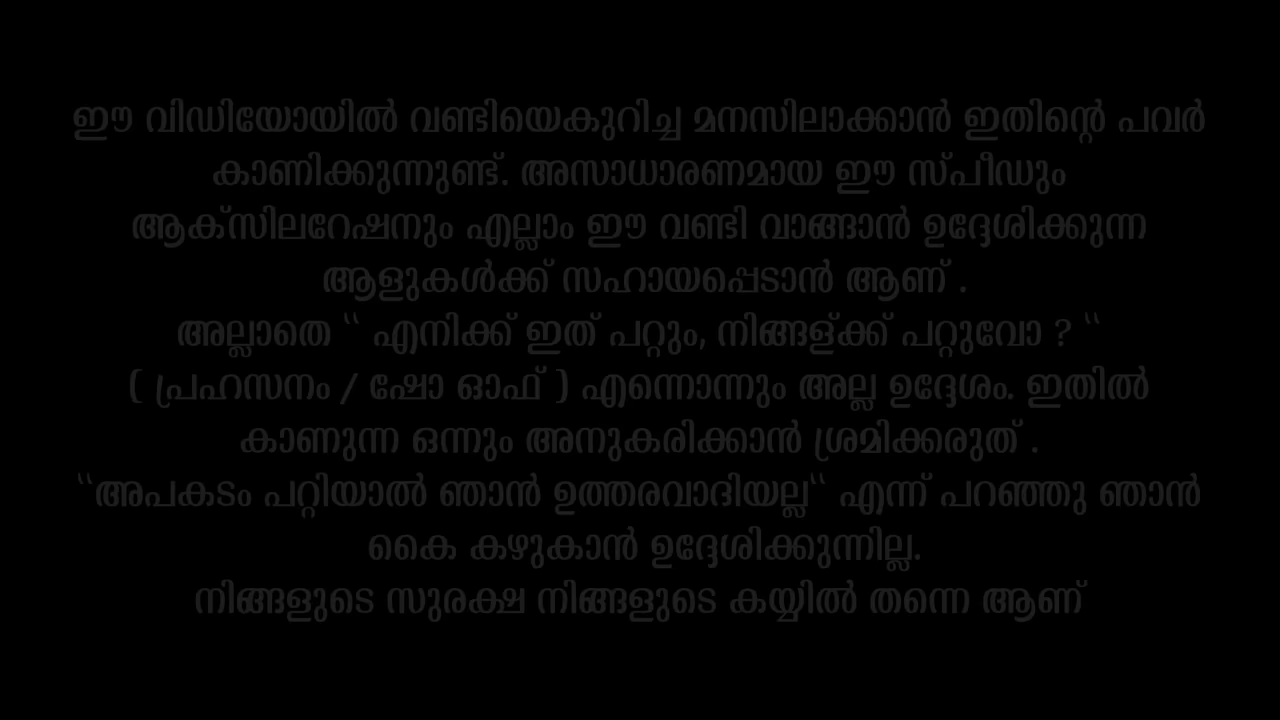 ഈ വിഡിയോയിൽ വണ്ടിയെകുറിച്ച മനസിലാക്കാൻ ഇതിന്റെ പവർ
കാണിക്കുന്നുണ്ട്. അസാധാരണമായ ഈ സ്പീഡും
ആക്സിലറേഷനും എല്ലാം ഈ വണ്ടി വാങ്ങാൻ ഉദ്ദേശിക്കുന്ന
ആളുകൾക്ക് സഹായപ്പെടാൻ ആണ് .
അല്ലാതെ “ എനിക്ക് ഇത് പറ്റും, നിങ്ങള്ക്ക് പറ്റുവോ ? “
( പ്രഹസനം / ഷോ ഓഫ് ) എന്നൊന്നും അല്ല ഉദ്ദേശം. ഇതിൽ
കാണുന്ന ഒന്നും അനുകരിക്കാൻ ശ്രമിക്കരുത് .
“അപകടം പറ്റിയാൽ ഞാൻ ഉത്തരവാദിയല്ല“ എന്ന് പറഞ്ഞു ഞാൻ
കൈ കഴുകാൻ ഉദ്ദേശിക്കുന്നില്ല.
നിങ്ങളുടെ സുരക്ഷ നിങ്ങളുടെ കയ്യിൽ തന്നെ ആണ്